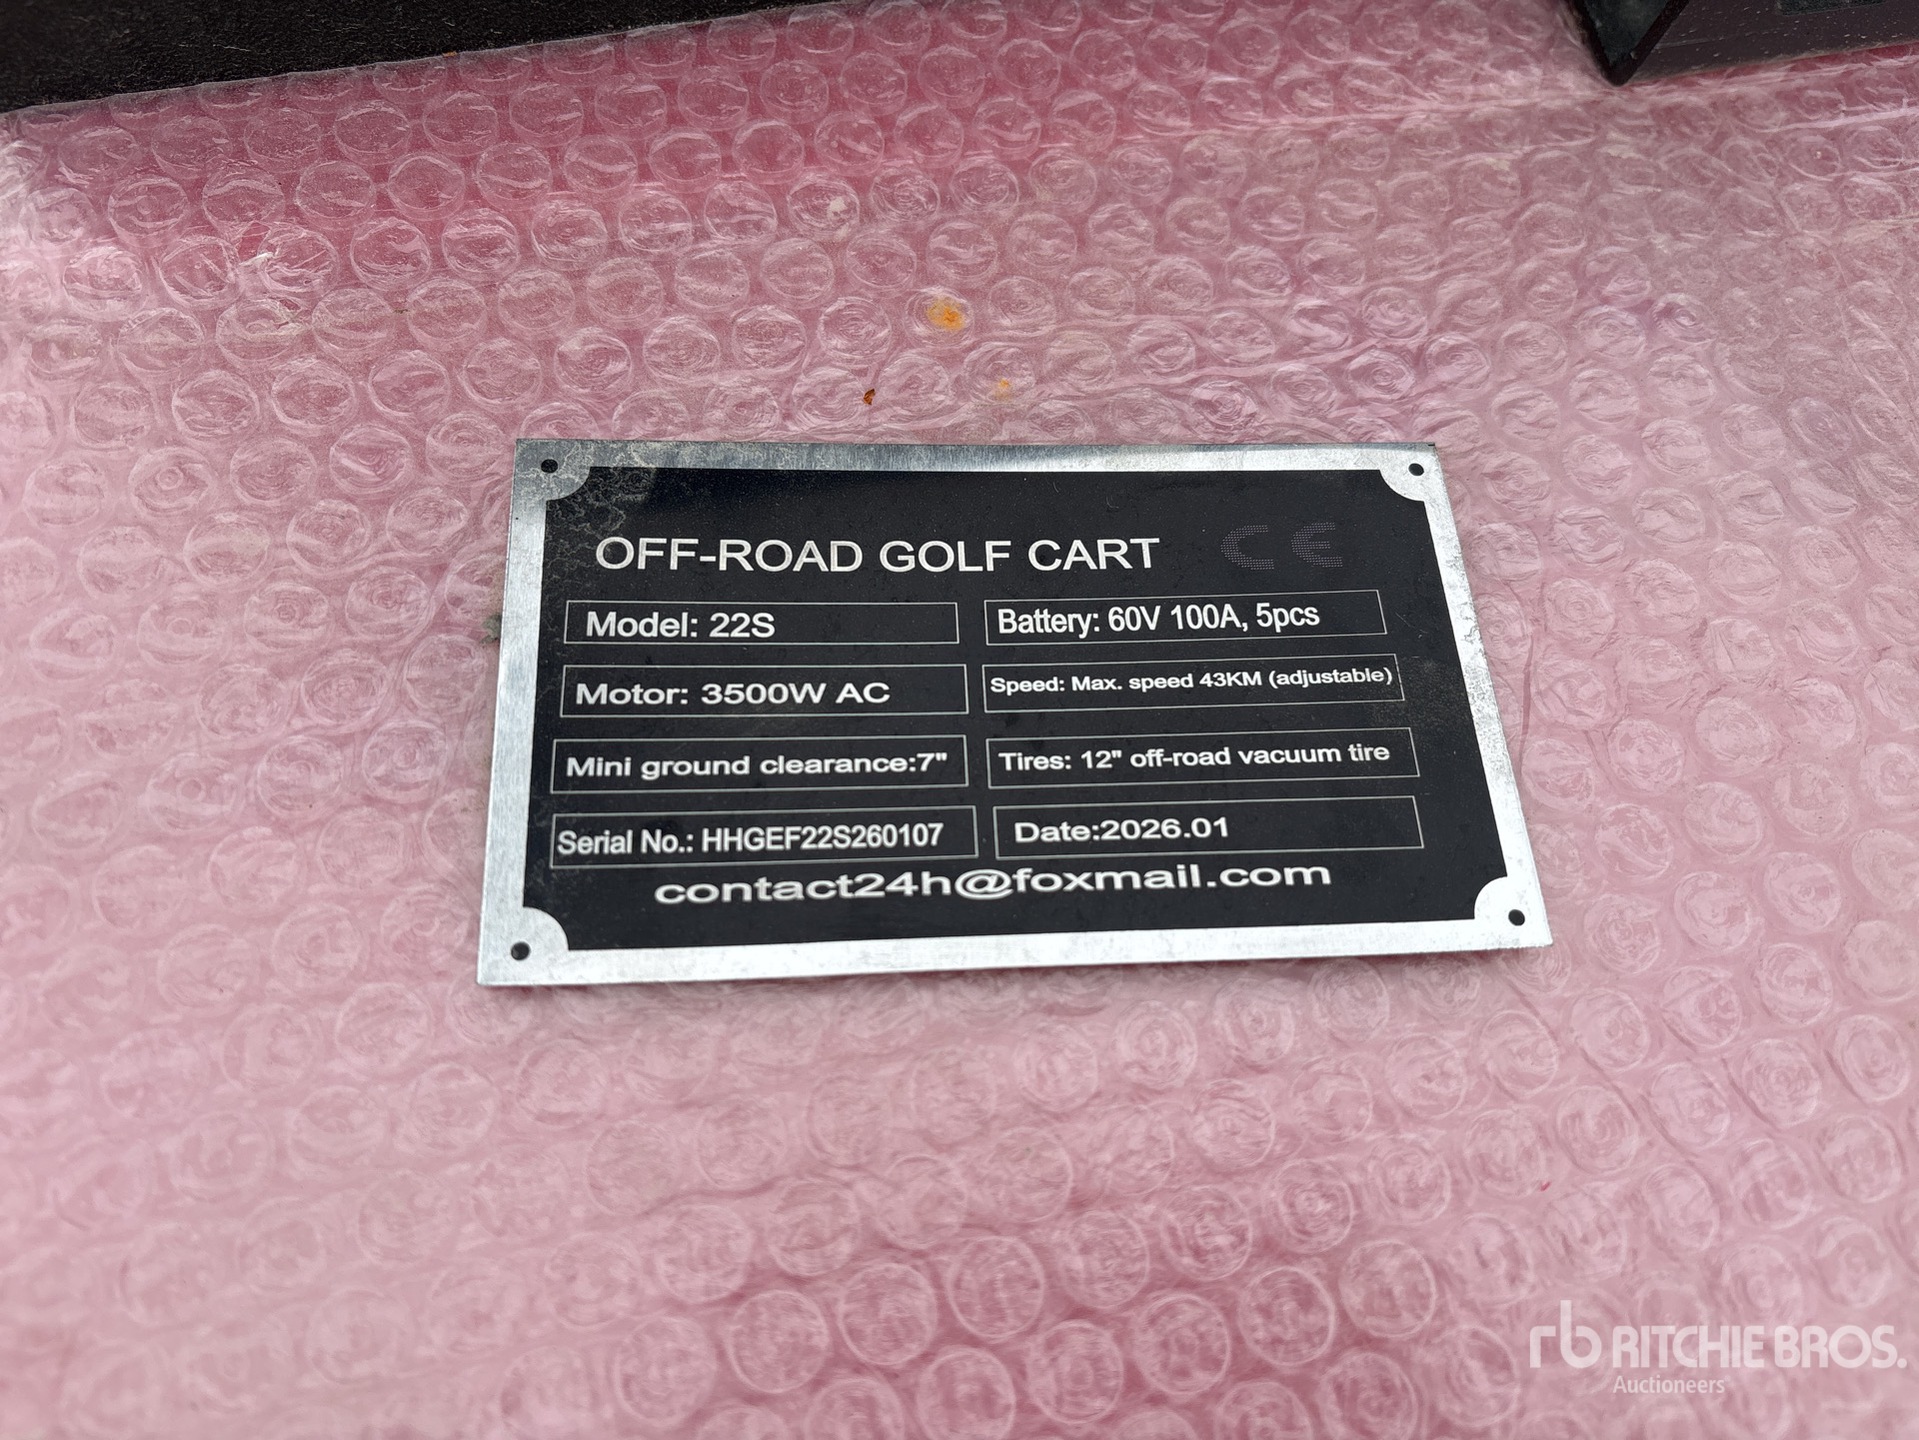 OFF-ROAD GOLF CART CE
Model: 22S
Battery: 60V 100A, 5pcs
Motor: 3500W AC
Speed: Max. speed 43KM (adjustable)
Mini ground clearance:7"
Tires: 12" off-road vacuum tire
Serial No.: HHGEF22S260107
Date:2026.01
contact24h@foxmail.com
rb RITCHIE BROS.
Auctioneers